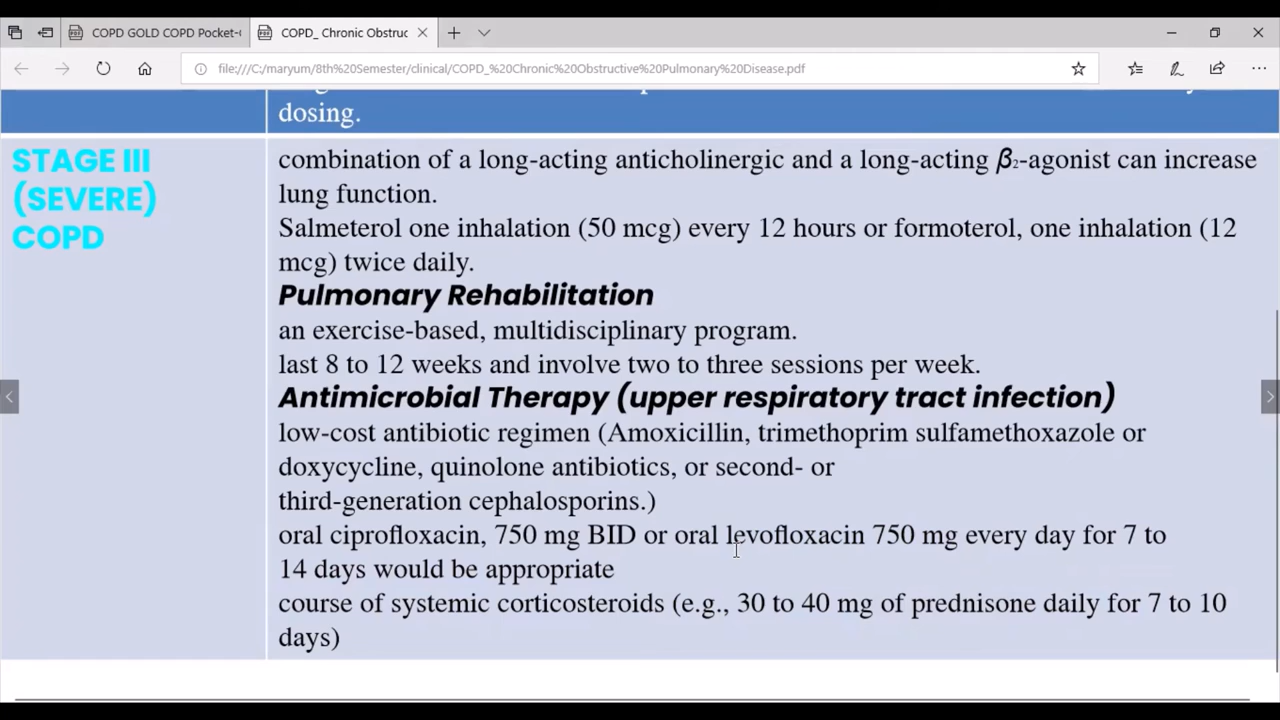 COPD GOLD COPD Pocket-
COPD_ Chronic Obstruc
file:///C:/maryum/8th%20Semester/clinical/COPD_%20Chronic%20Obstructive%20Pulmonary%20Disease.pdf
dosing.
STAGE III
(SEVERE)
COPD
combination of a long-acting anticholinergic and a long-acting β2-agonist can increase
lung function.
Salmeterol one inhalation (50 mcg) every 12 hours or formoterol, one inhalation (12
mcg) twice daily.
Pulmonary Rehabilitation
an exercise-based, multidisciplinary program.
last 8 to 12 weeks and involve two to three sessions per week.
Antimicrobial Therapy (upper respiratory tract infection)
low-cost antibiotic regimen (Amoxicillin, trimethoprim sulfamethoxazole or
doxycycline, quinolone antibiotics, or second- or
third-generation cephalosporins.)
oral ciprofloxacin, 750 mg BID or oral levofloxacin 750 mg every day for 7 to
14 days would be appropriate
course of systemic corticosteroids (e.g., 30 to 40 mg of prednisone daily for 7 to 10
days)